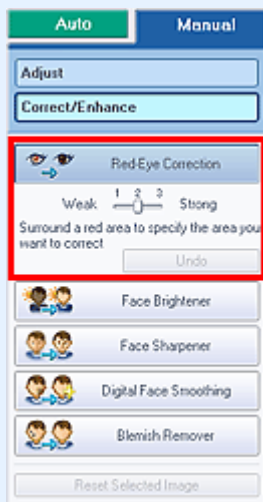 Auto Manual
Adjust
Correct/Enhance
Red-Eye Correction
1 2 3
Weak Strong
Surround a red area to specify the area you
want to correct
Undo
Face Brightener
Face Sharpener
Digital Face Smoothing
Blemish Remover
Reset Selected Image